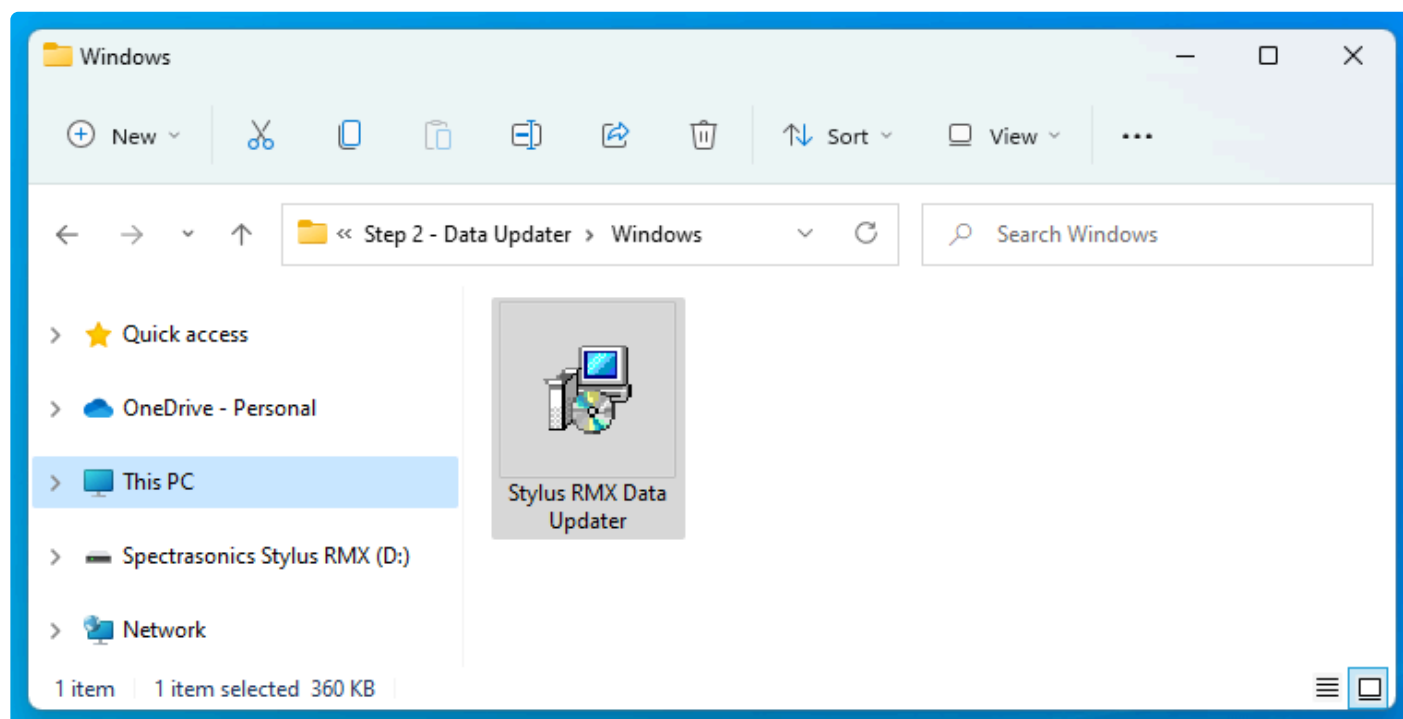 Windows
New
Sort
View
« Step 2 - Data Updater > Windows
Search Windows
Quick access
OneDrive - Personal
This PC
Spectrasonics Stylus RMX (D:)
Network
Stylus RMX Data
Updater
1 item
1 item selected 360 KB